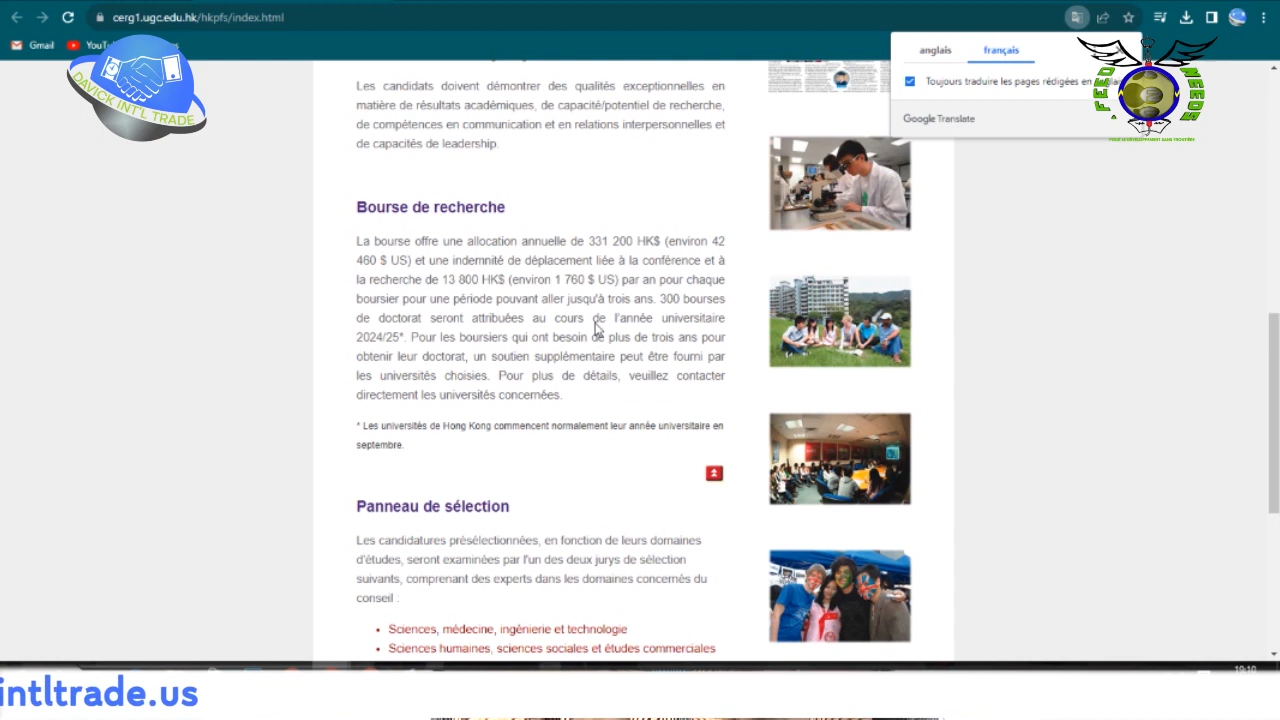 cerg1.ugc.edu.hk/hkpfs/index.html
Gmail
anglais
français
Toujours traduire les pages rédigées en
Google Translate
DAVICK INT'L TRADE
FEED
NEEDS
POUR LE DEVELOPPEMENT SANS FRONTIERE
Les candidats doivent démontrer des qualités exceptionnelles en
matière de résultats académiques, de capacité/potentiel de recherche,
de compétences en communication et en relations interpersonnelles et
de capacités de leadership.
Bourse de recherche
La bourse offre une allocation annuelle de 331 200 HK$ (environ 42
460 $ US) et une indemnité de déplacement liée à la conférence et à
la recherche de 13 800 HK$ (environ 1 760 $ US) par an pour chaque
boursier pour une période pouvant aller jusqu'à trois ans. 300 bourses
de doctorat seront attribuées au cours de l'année universitaire
2024/25*. Pour les boursiers qui ont besoin de plus de trois ans pour
obtenir leur doctorat, un soutien supplémentaire peut être fourni par
les universités choisies. Pour plus de détails, veuillez contacter
directement les universités concernées.
* Les universités de Hong Kong commencent normalement leur année universitaire en
septembre.
Panneau de sélection
Les candidatures présélectionnées, en fonction de leurs domaines
d'études, seront examinées par l'un des deux jurys de sélection
suivants, comprenant des experts dans les domaines concernés du
conseil :
• Sciences, médecine, ingénierie et technologie
• Sciences humaines, sciences sociales et études commerciales
19:10
intltrade.us